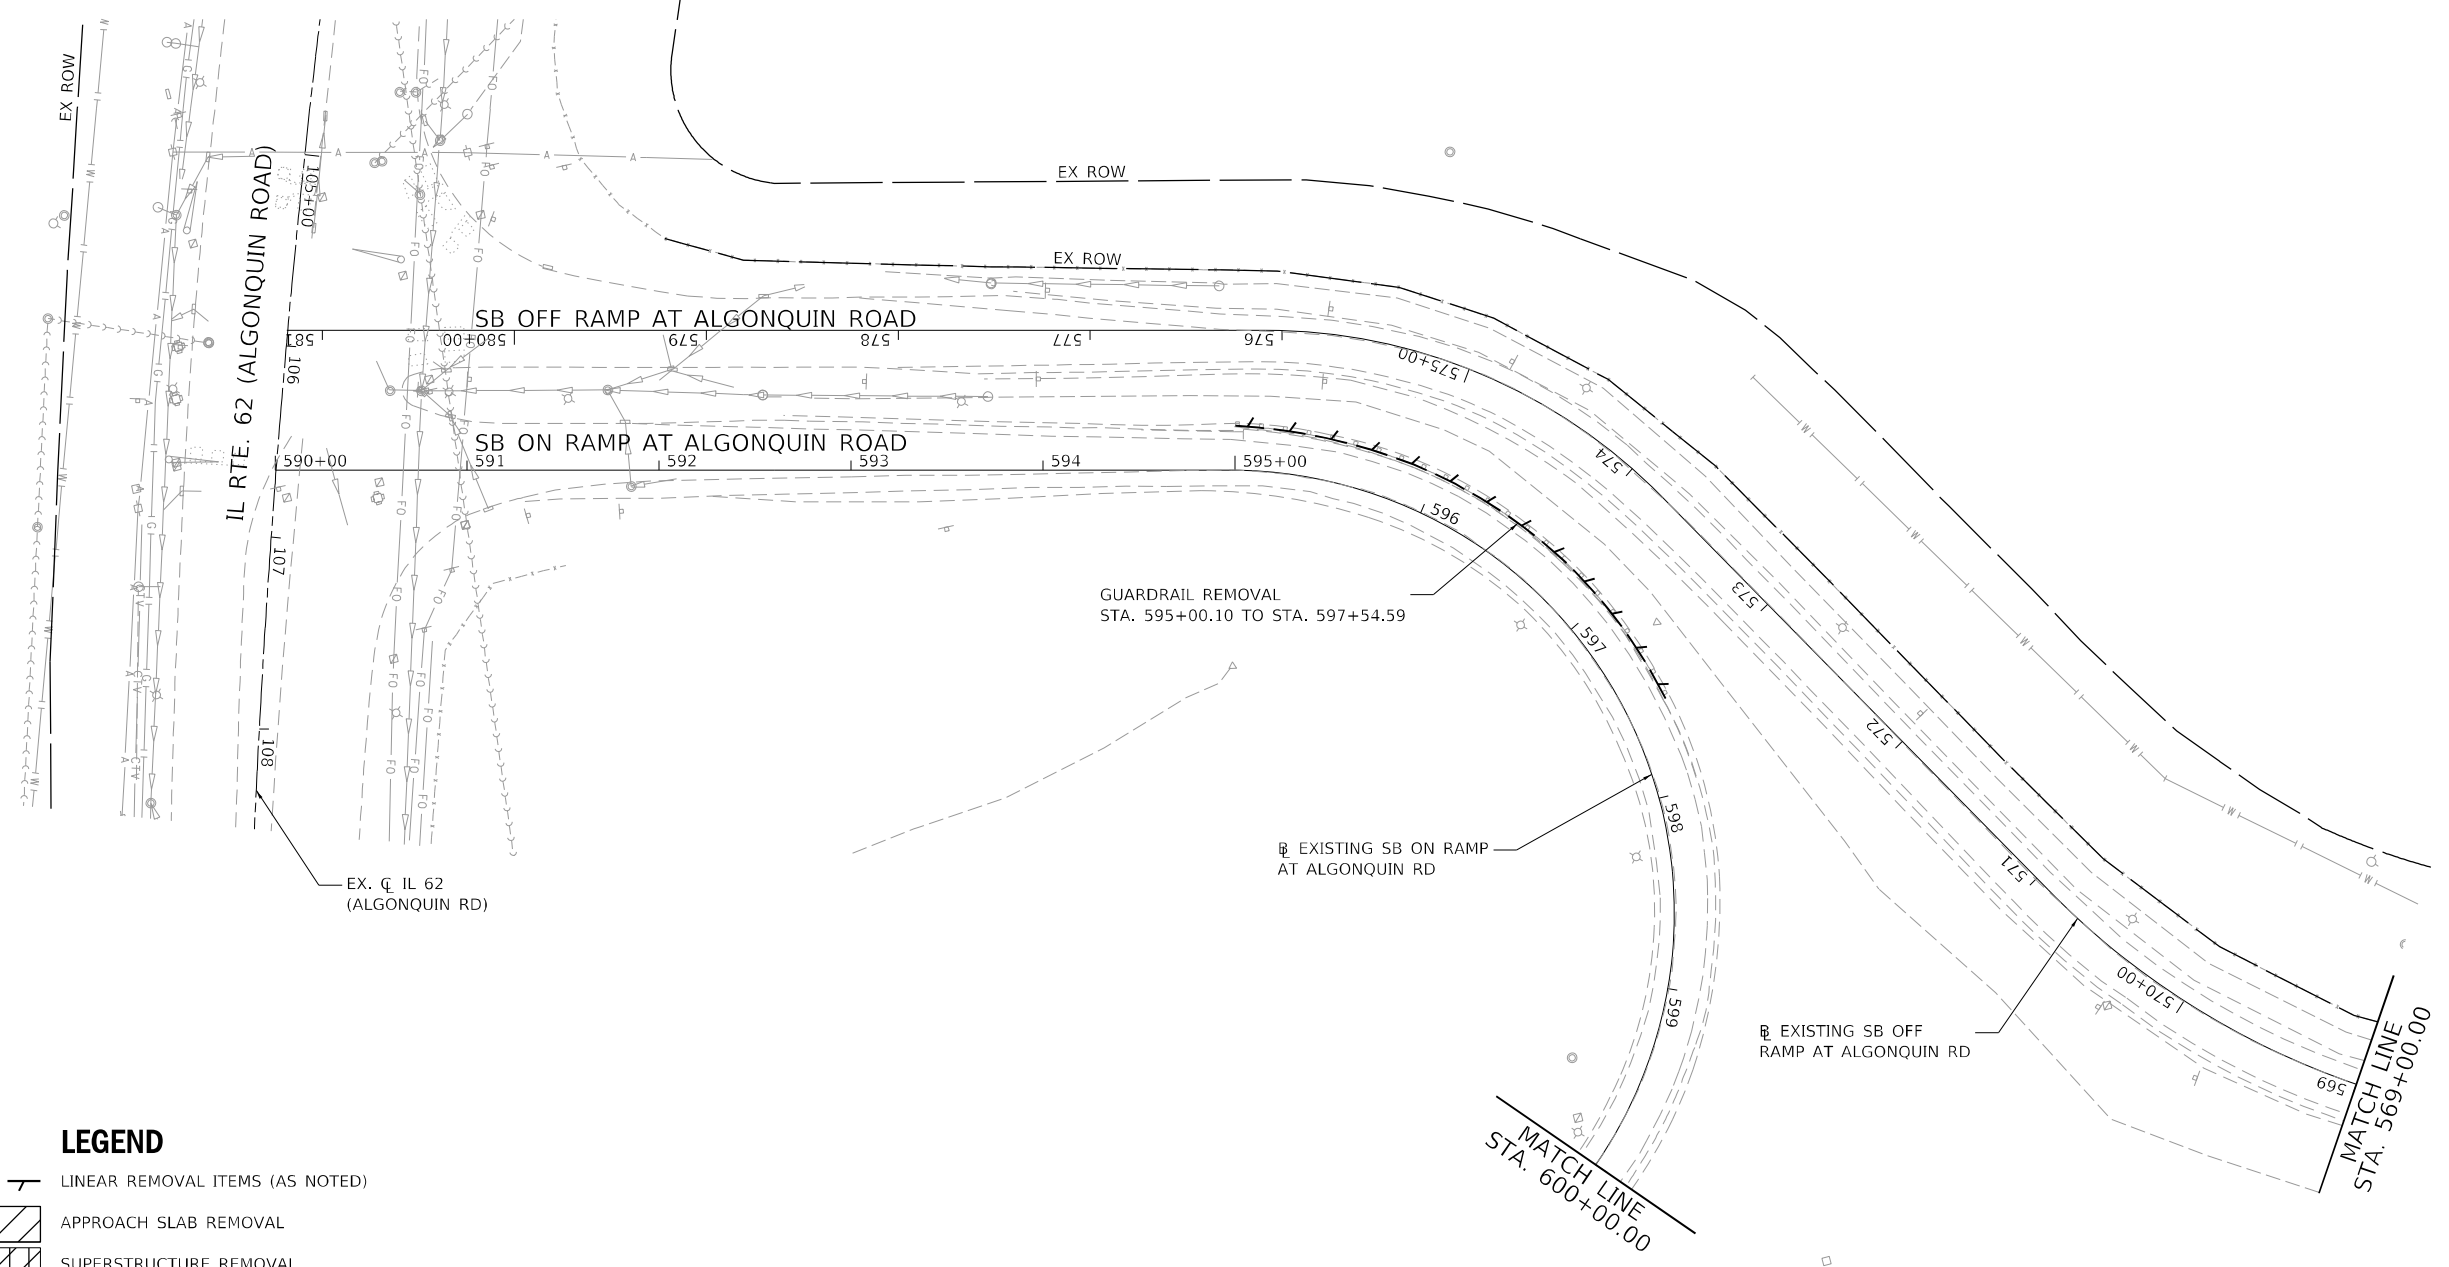 EX ROW
EX ROW
EX ROW
IL RTE. 62 (ALGONQUIN ROAD)
105+00
106
107
108
SB OFF RAMP AT ALGONQUIN ROAD
581
580+00
579
578
577
576
575+00
574
573
572
571
570+00
569
SB ON RAMP AT ALGONQUIN ROAD
590+00
591
592
593
594
595+00
596
597
598
599
GUARDRAIL REMOVAL
STA. 595+00.10 TO STA. 597+54.59
BL EXISTING SB ON RAMP
AT ALGONQUIN RD
EX. CL IL 62
(ALGONQUIN RD)
BL EXISTING SB OFF
RAMP AT ALGONQUIN RD
MATCH LINE
STA. 569+00.00
MATCH LINE
STA. 600+00.00
LEGEND
LINEAR REMOVAL ITEMS (AS NOTED)
APPROACH SLAB REMOVAL
SUPERSTRUCTURE REMOVAL